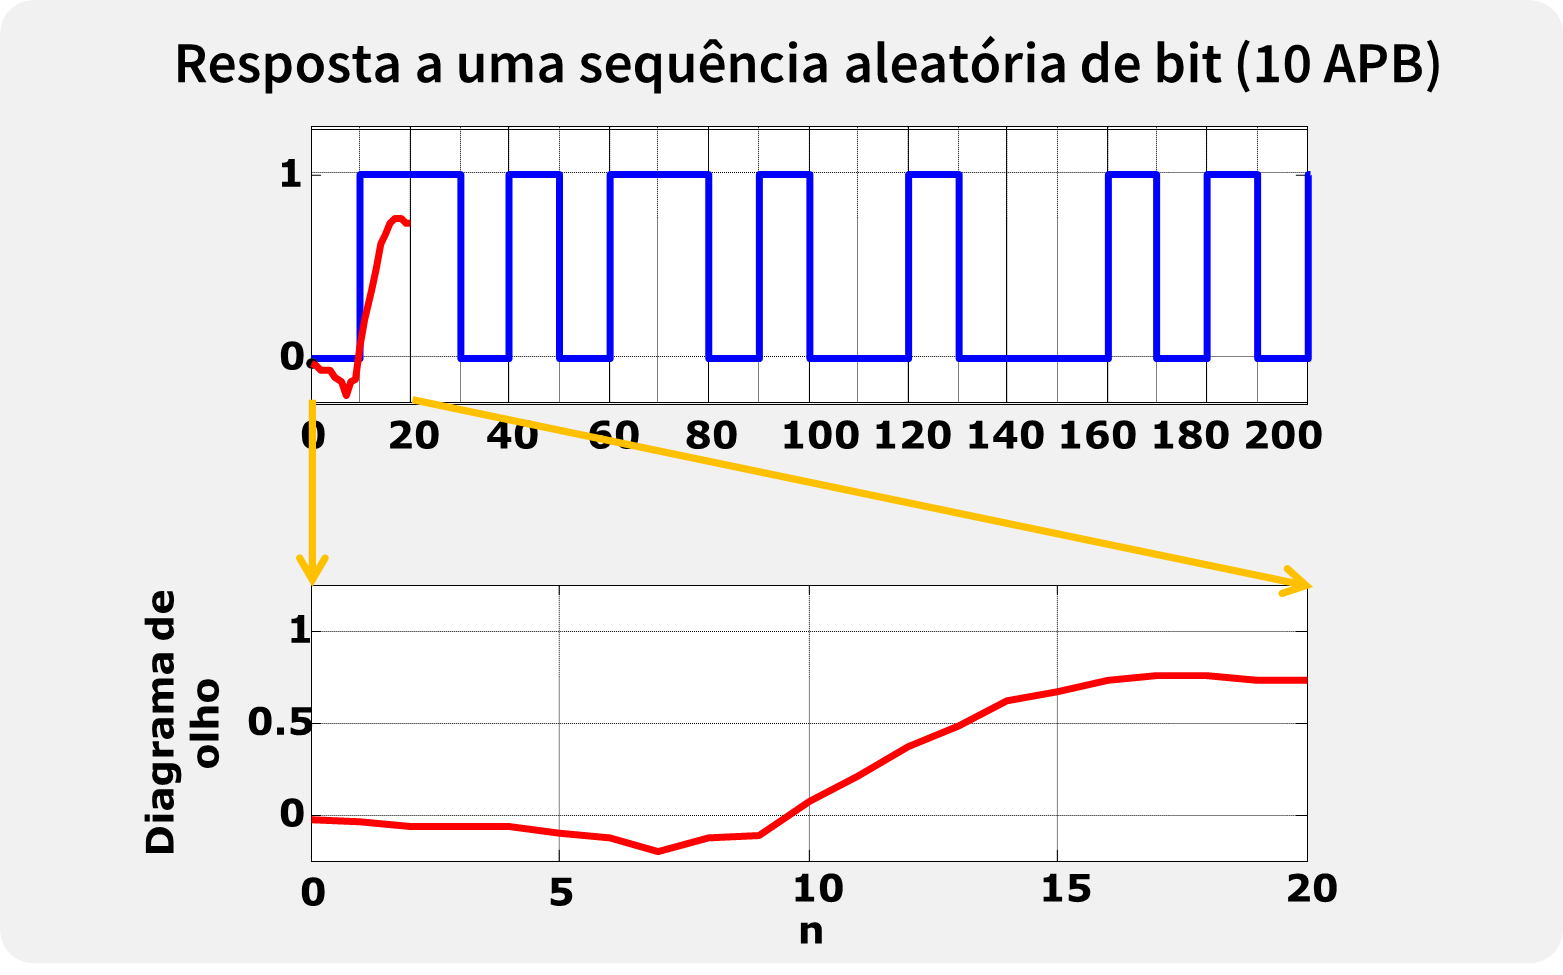 Resposta a uma sequência aleatória de bit (10 APB)
1
0
0 20 40 60 80 100 120 140 160 180 200
Diagrama de
olho
1
0.5
0
0 5 10 15 20
n